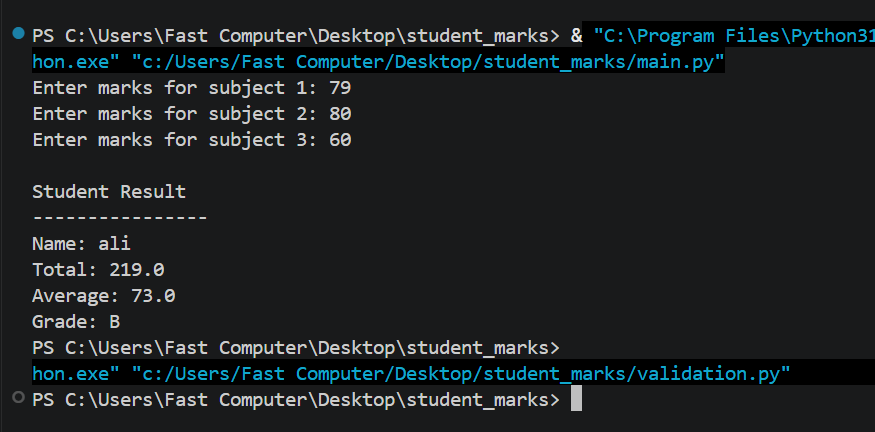 PS C:\Users\Fast Computer\Desktop\student_marks> & "C:\Program Files\Python31
hon.exe" "c:/Users/Fast Computer/Desktop/student_marks/main.py"
Enter marks for subject 1: 79
Enter marks for subject 2: 80
Enter marks for subject 3: 60
Student Result
----------------
Name: ali
Total: 219.0
Average: 73.0
Grade: B
PS C:\Users\Fast Computer\Desktop\student_marks>
hon.exe" "c:/Users/Fast Computer/Desktop/student_marks/validation.py"
PS C:\Users\Fast Computer\Desktop\student_marks>